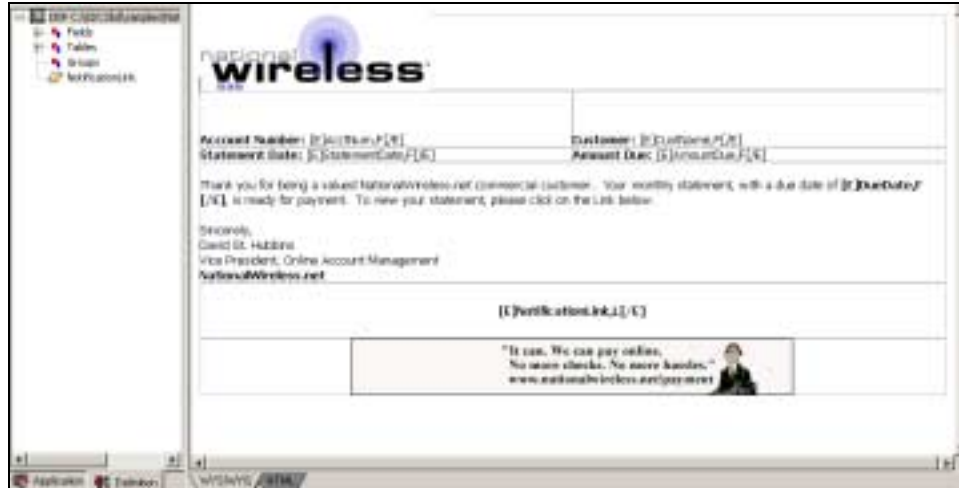 Fields
Tables
Groups
NotificationLink
national
wireless
Account Number: [E]AcctNum,F[/E]
Customer: [E]CustName,F[/E]
Statement Date: [E]StatementDate,F[/E]
Amount Due: [E]AmountDue,F[/E]
Thank you for being a valued NationalWireless.net commercial customer. Your monthly statement, with a due date of [E]DueDate,F
[/E], is ready for payment. To view your statement, please click on the Link below.
Sincerely,
David St. Hubbins
Vice President, Online Account Management
NationalWireless.net
[E]NotificationLink,L[/E]
"It can. We can pay online.
No more checks. No more hassles."
www.nationalwireless.net/payment
Application
Definition
WYSIWYG
HTML